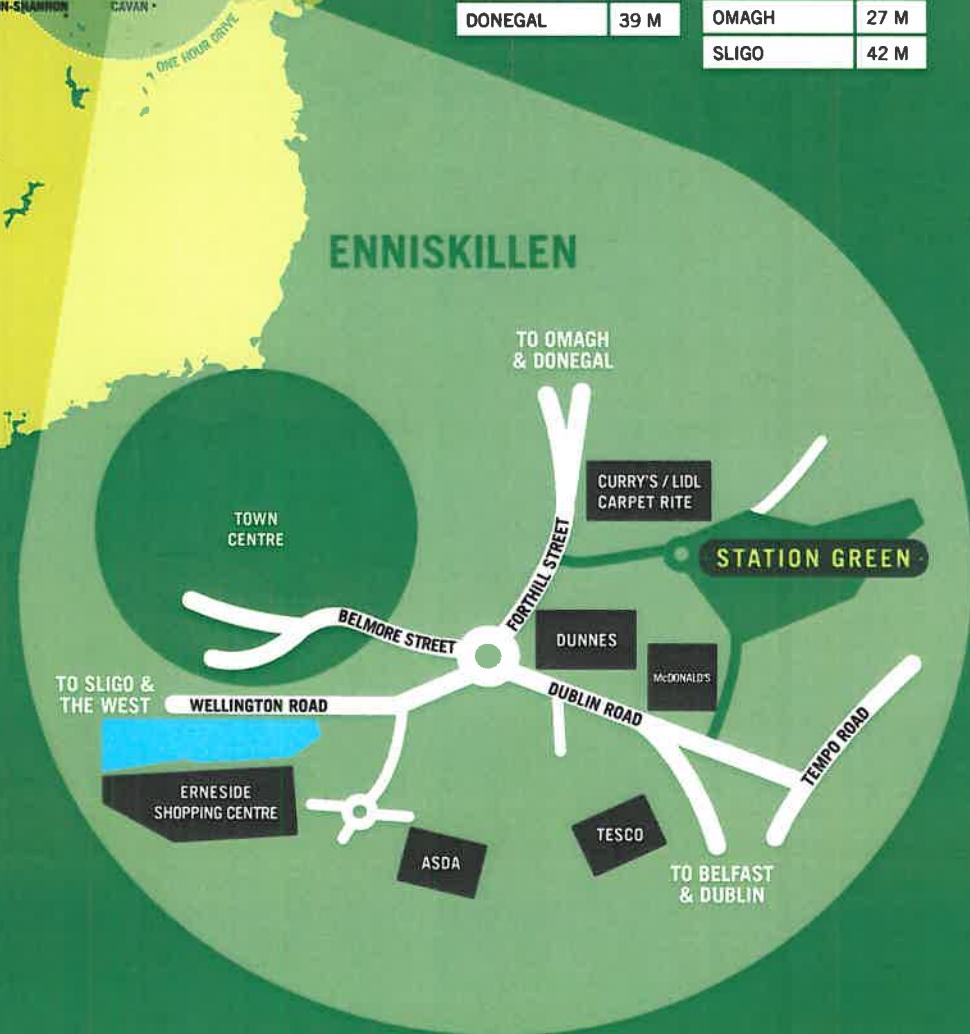 CAVAN
ONE HOUR DRIVE
DONEGAL 39 M
OMAGH 27 M
SLIGO 42 M
ENNISKILLEN
TO OMAGH
& DONEGAL
CURRY'S / LIDL
CARPET RITE
TOWN
CENTRE
STATION GREEN
FORTHILL STREET
BELMORE STREET
DUNNES
McDONALD'S
TO SLIGO &
THE WEST
WELLINGTON ROAD
DUBLIN ROAD
TEMPO ROAD
ERNESIDE
SHOPPING CENTRE
ASDA
TESCO
TO BELFAST
& DUBLIN